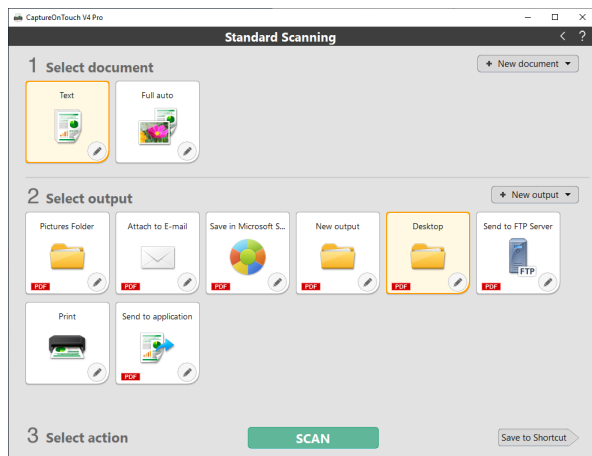 CaptureOnTouch V4 Pro
Standard Scanning
?
1 Select document
+ New document
Text
Full auto
2 Select output
+ New output
Pictures Folder
Attach to E-mail
Save in Microsoft S...
New output
Desktop
Send to FTP Server
FTP
PDF
PDF
PDF
PDF
PDF
PDF
Print
Send to application
PDF
3 Select action
SCAN
Save to Shortcut